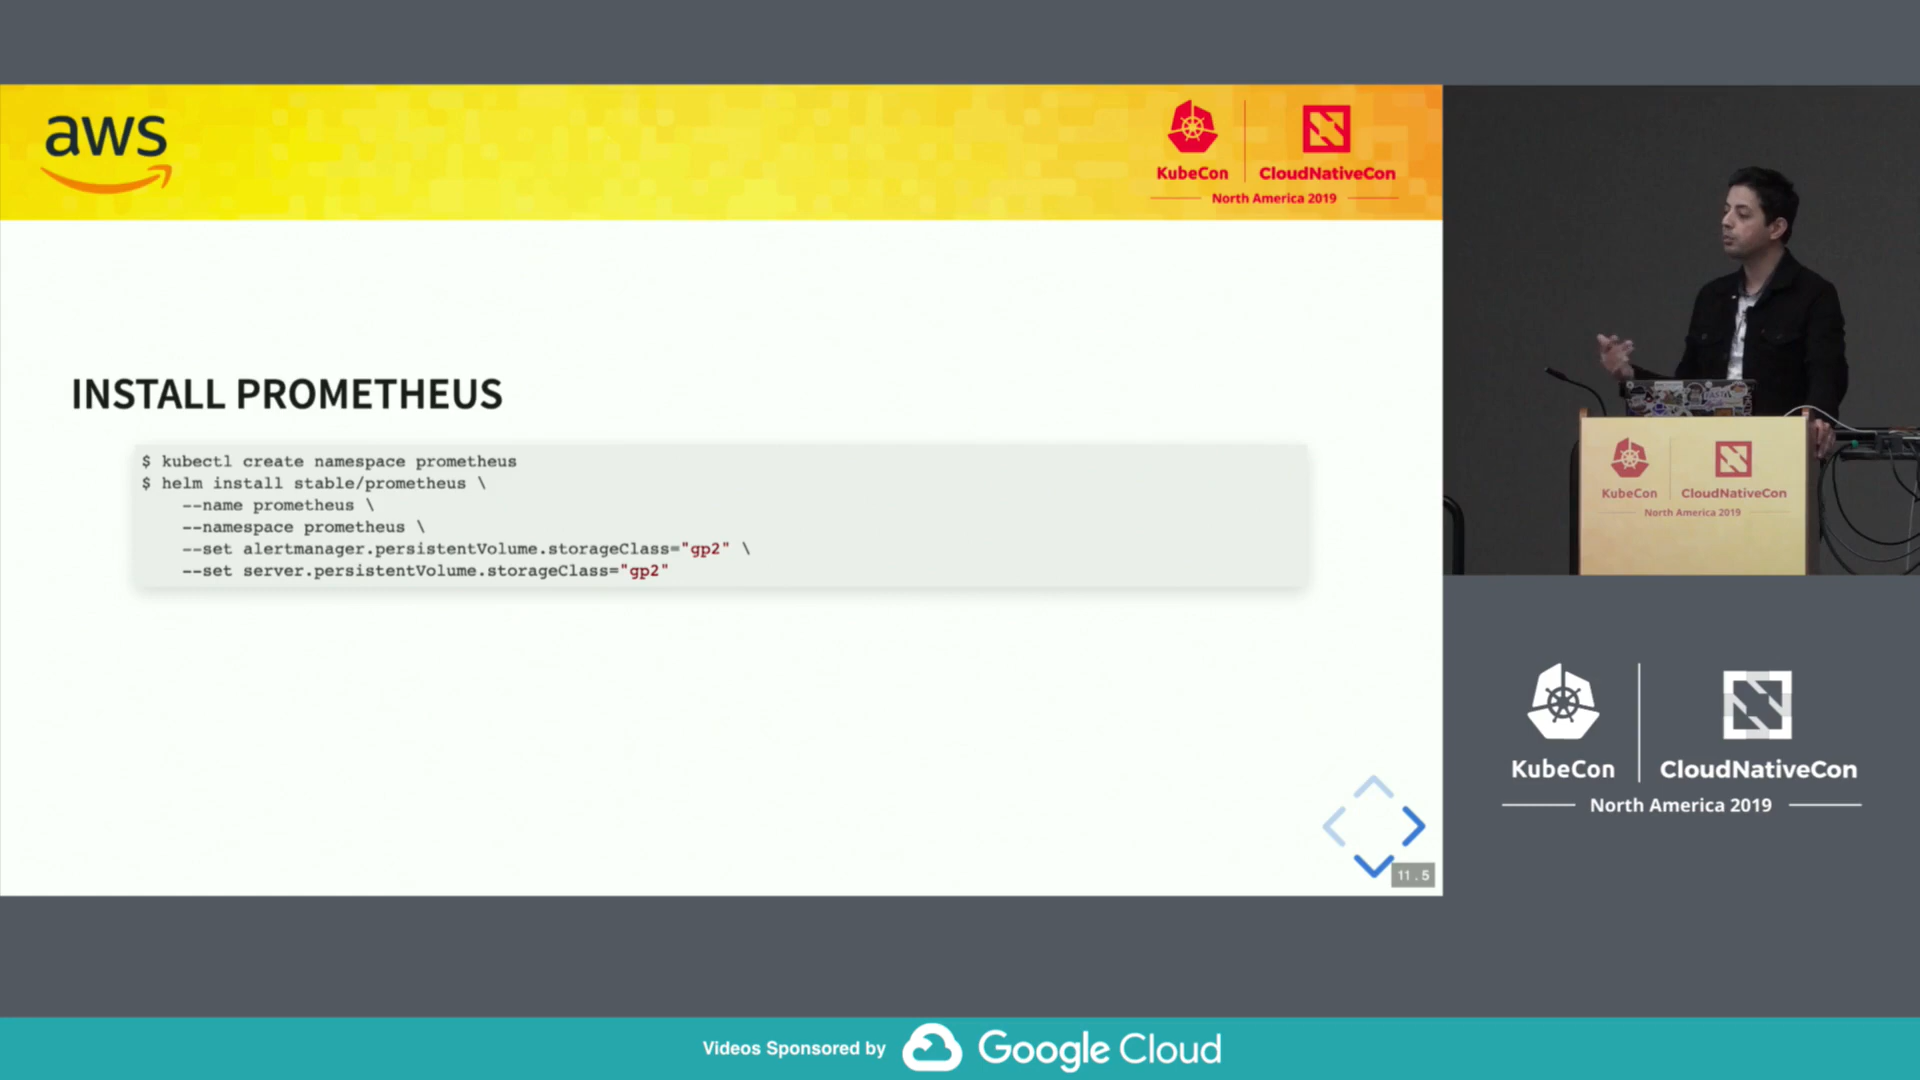 aws
KubeCon
CloudNativeCon
North America 2019
INSTALL PROMETHEUS
$ kubectl create namespace prometheus
$ helm install stable/prometheus \
--name prometheus \
--namespace prometheus \
--set alertmanager.persistentVolume.storageClass="gp2" \
--set server.persistentVolume.storageClass="gp2"
11.5
KubeCon
CloudNativeCon
North America 2019
KubeCon
CloudNativeCon
North America 2019
Videos Sponsored by
Google Cloud